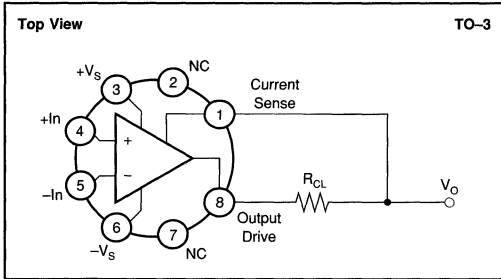 Top View
TO–3
+VS
NC
3
2
Current
Sense
1
+In
4
+
–In
5
–
RCL
VO
8
Output
Drive
6
7
–VS
NC